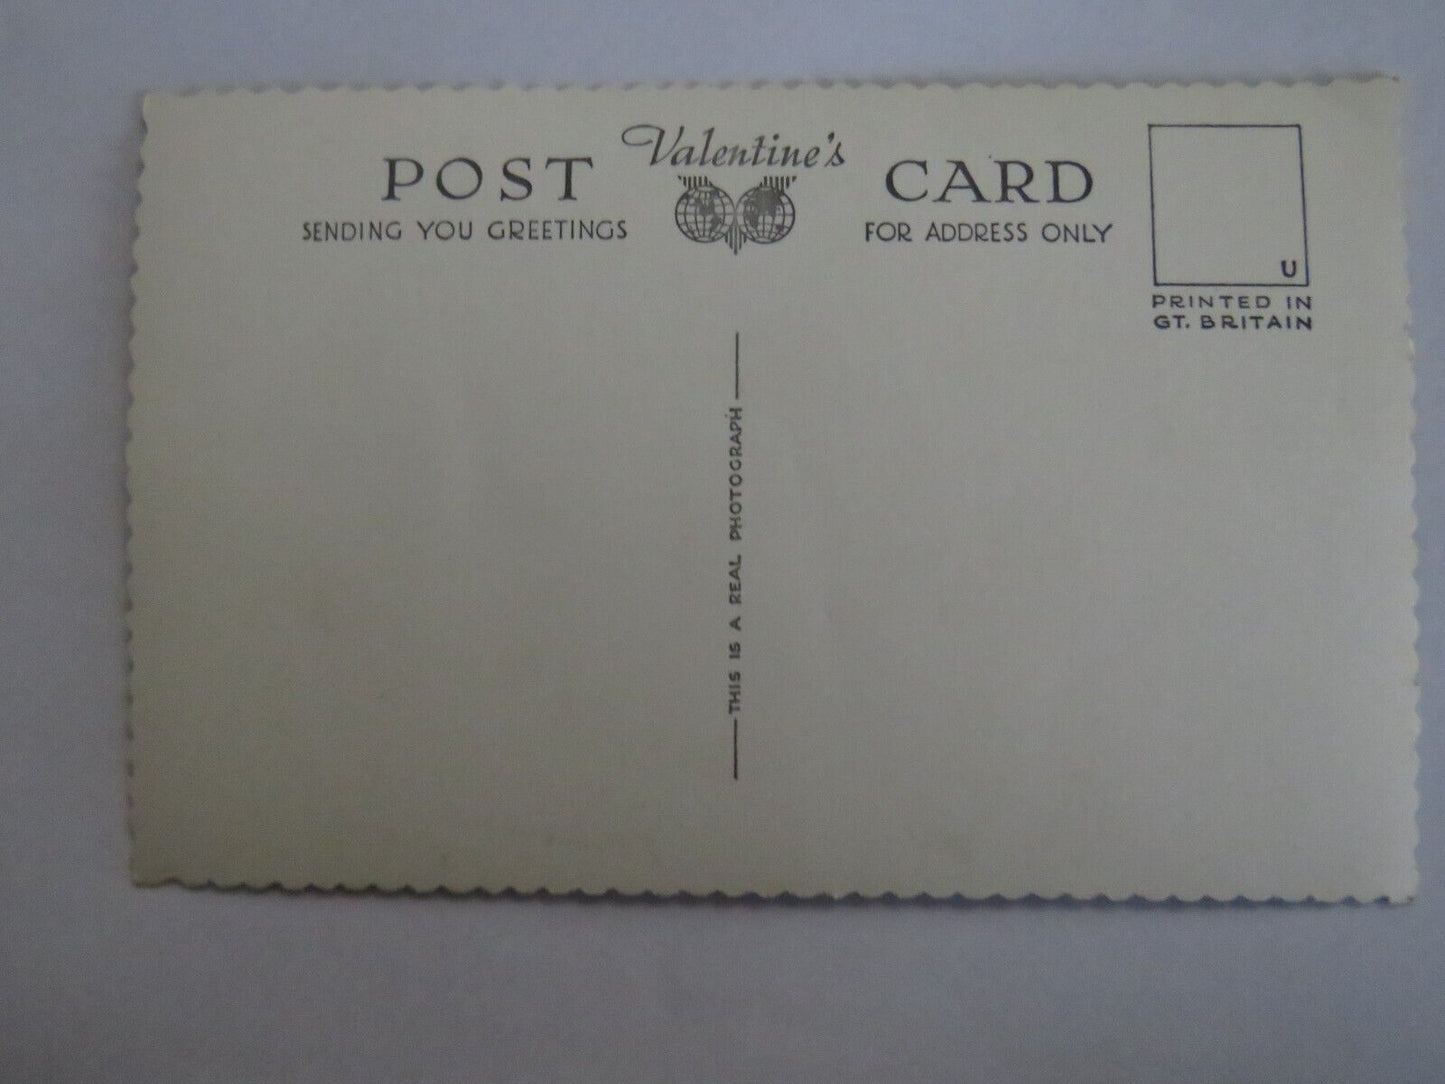 Valentine's
POST CARD
SENDING YOU GREETINGS
FOR ADDRESS ONLY
U
PRINTED IN
GT. BRITAIN
THIS IS A REAL PHOTOGRAPH